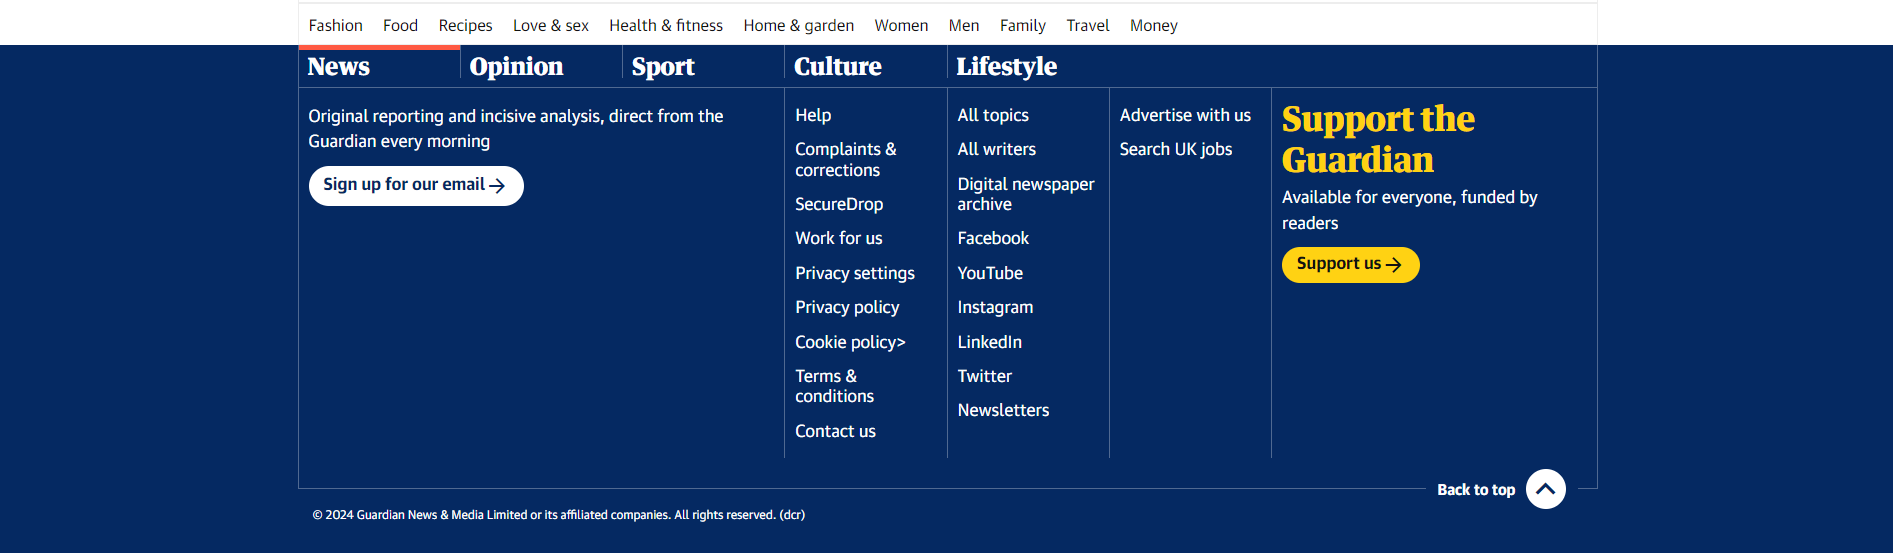 Fashion Food Recipes Love & sex Health & fitness Home & garden Women Men Family Travel Money
News Opinion Sport Culture Lifestyle
Original reporting and incisive analysis, direct from the
Guardian every morning
Sign up for our email
Help
Complaints &
corrections
SecureDrop
Work for us
Privacy settings
Privacy policy
Cookie policy>
Terms &
conditions
Contact us
All topics
All writers
Digital newspaper
archive
Facebook
YouTube
Instagram
LinkedIn
Twitter
Newsletters
Advertise with us
Search UK jobs
Support the
Guardian
Available for everyone, funded by
readers
Support us
Back to top
© 2024 Guardian News & Media Limited or its affiliated companies. All rights reserved. (dcr)